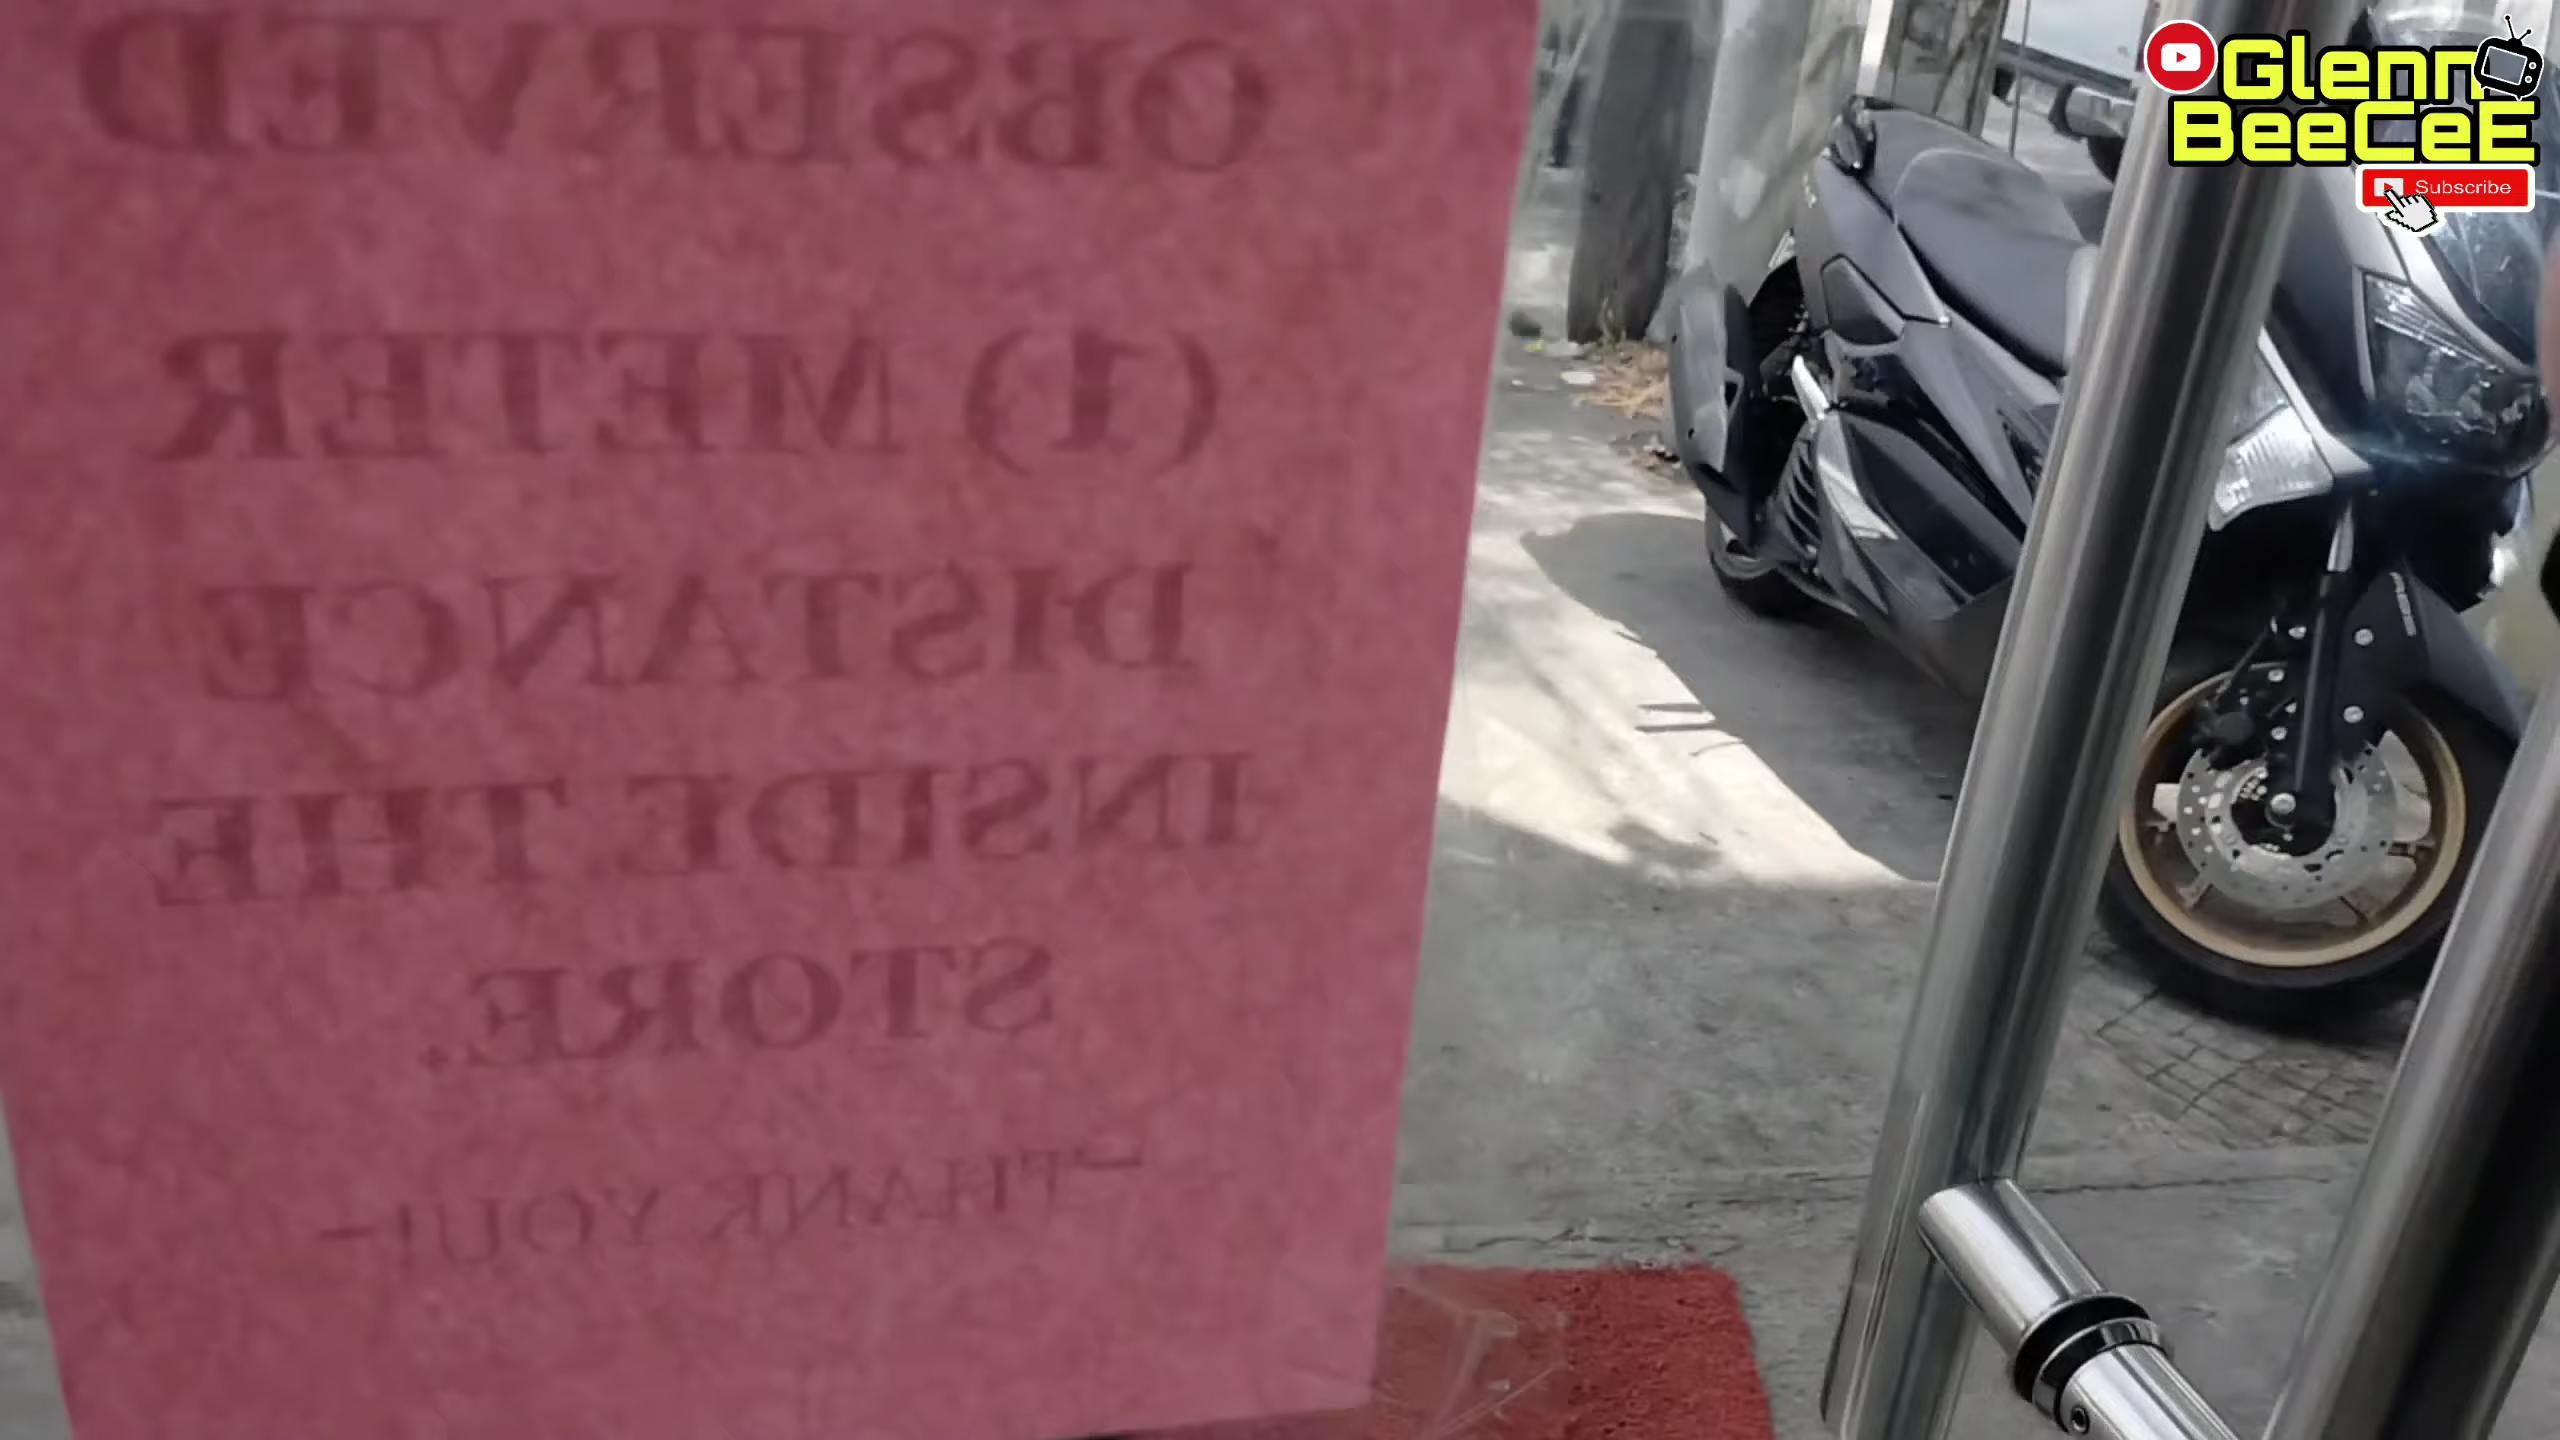 OBSERVED
(1) METER
DISTANCE
INSIDE THE
STORE.
-THANK YOU!-
Glenn
BeeCeE
Subscribe